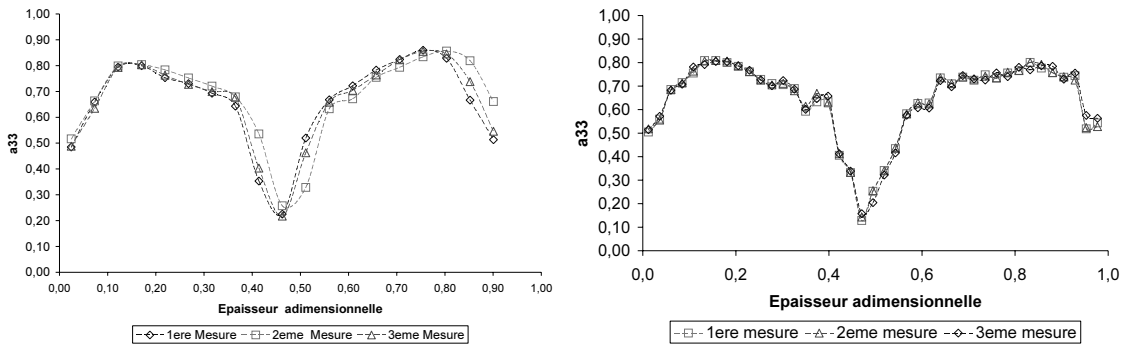 1,00
0,90
0,80
0,70
0,60
0,50
0,40
0,30
0,20
0,10
0,00
a33
0,00 0,10 0,20 0,30 0,40 0,50 0,60 0,70 0,80 0,90 1,00
Epaisseur adimensionnelle
1ere Mesure 2eme Mesure 3eme Mesure
1,00
0,90
0,80
0,70
0,60
0,50
0,40
0,30
0,20
0,10
0,00
a33
0,0 0,2 0,4 0,6 0,8 1,0
Epaisseur adimensionnelle
1ère mesure 2ème mesure 3ème mesure